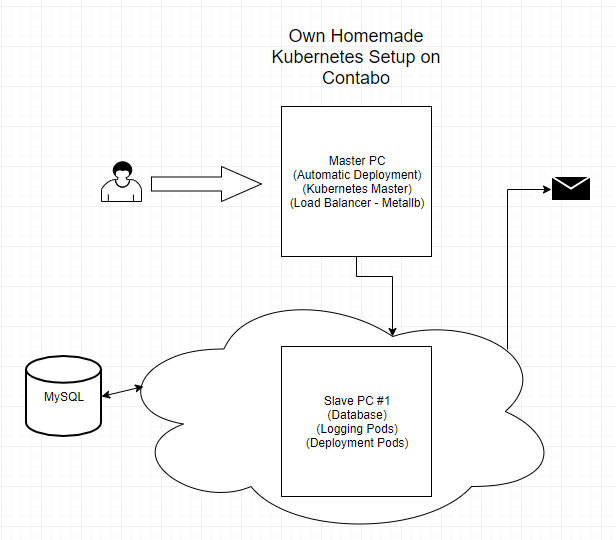 Own Homemade
Kubernetes Setup on
Contabo
Master PC
(Automatic Deployment)
(Kubernetes Master)
(Load Balancer - Metallb)
MySQL
Slave PC #1
(Database)
(Logging Pods)
(Deployment Pods)